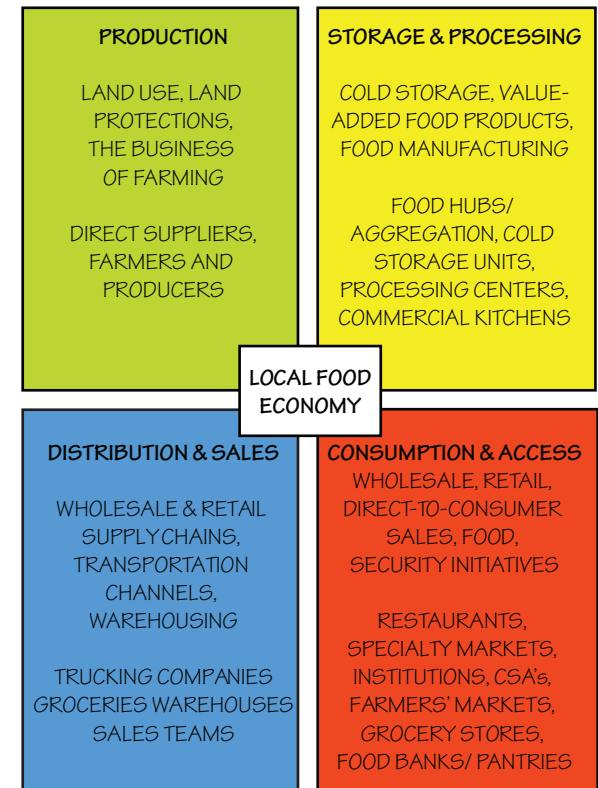 PRODUCTION
LAND USE, LAND
PROTECTIONS,
THE BUSINESS
OF FARMING
DIRECT SUPPLIERS,
FARMERS AND
PRODUCERS
STORAGE & PROCESSING
COLD STORAGE, VALUE-
ADDED FOOD PRODUCTS,
FOOD MANUFACTURING
FOOD HUBS/
AGGREGATION, COLD
STORAGE UNITS,
PROCESSING CENTERS,
COMMERCIAL KITCHENS
LOCAL FOOD
ECONOMY
DISTRIBUTION & SALES
WHOLESALE & RETAIL
SUPPLY CHAINS,
TRANSPORTATION
CHANNELS,
WAREHOUSING
TRUCKING COMPANIES
GROCERIES WAREHOUSES
SALES TEAMS
CONSUMPTION & ACCESS
WHOLESALE, RETAIL,
DIRECT-TO-CONSUMER
SALES, FOOD,
SECURITY INITIATIVES
RESTAURANTS,
SPECIALTY MARKETS,
INSTITUTIONS, CSA's,
FARMERS' MARKETS,
GROCERY STORES,
FOOD BANKS/ PANTRIES